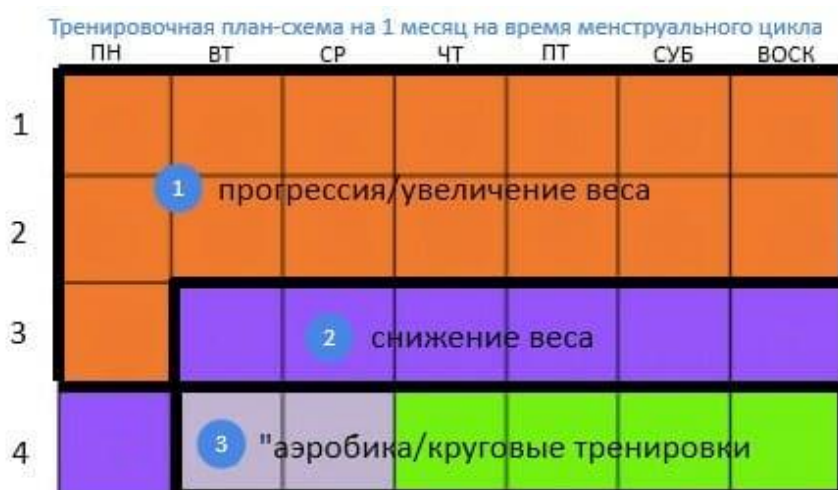 Тренировочная план-схема на 1 месяц на время менструального цикла
ПН ВТ СР ЧТ ПТ СУБ ВОСК
1
1 прогрессия/увеличение веса
2
3 2 снижение веса
4 3 "аэробика/круговые тренировки